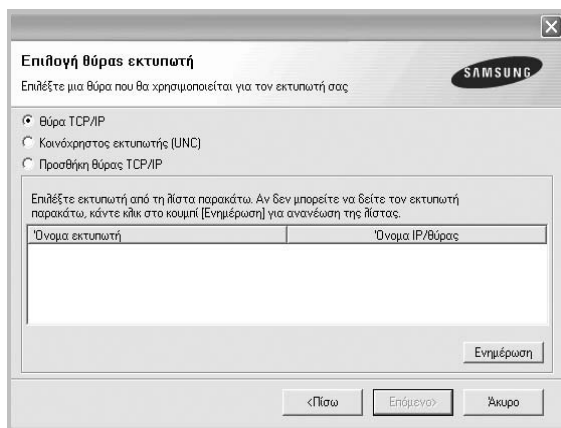 Επιλογή θύρας εκτυπωτή
Επιλέξτε μια θύρα που θα χρησιμοποιείται για τον εκτυπωτή σας
SAMSUNG
Θύρα TCP/IP
Κοινόχρηστος εκτυπωτής (UNC)
Προσθήκη θύρας TCP/IP
Επιλέξτε εκτυπωτή από τη λίστα παρακάτω. Αν δεν μπορείτε να δείτε τον εκτυπωτή
παρακάτω, κάντε κλικ στο κουμπί [Ενημέρωση] για ανανέωση της λίστας.
Όνομα εκτυπωτή Όνομα IP/θύρας
Ενημέρωση
<Πίσω Επόμενο> Άκυρο